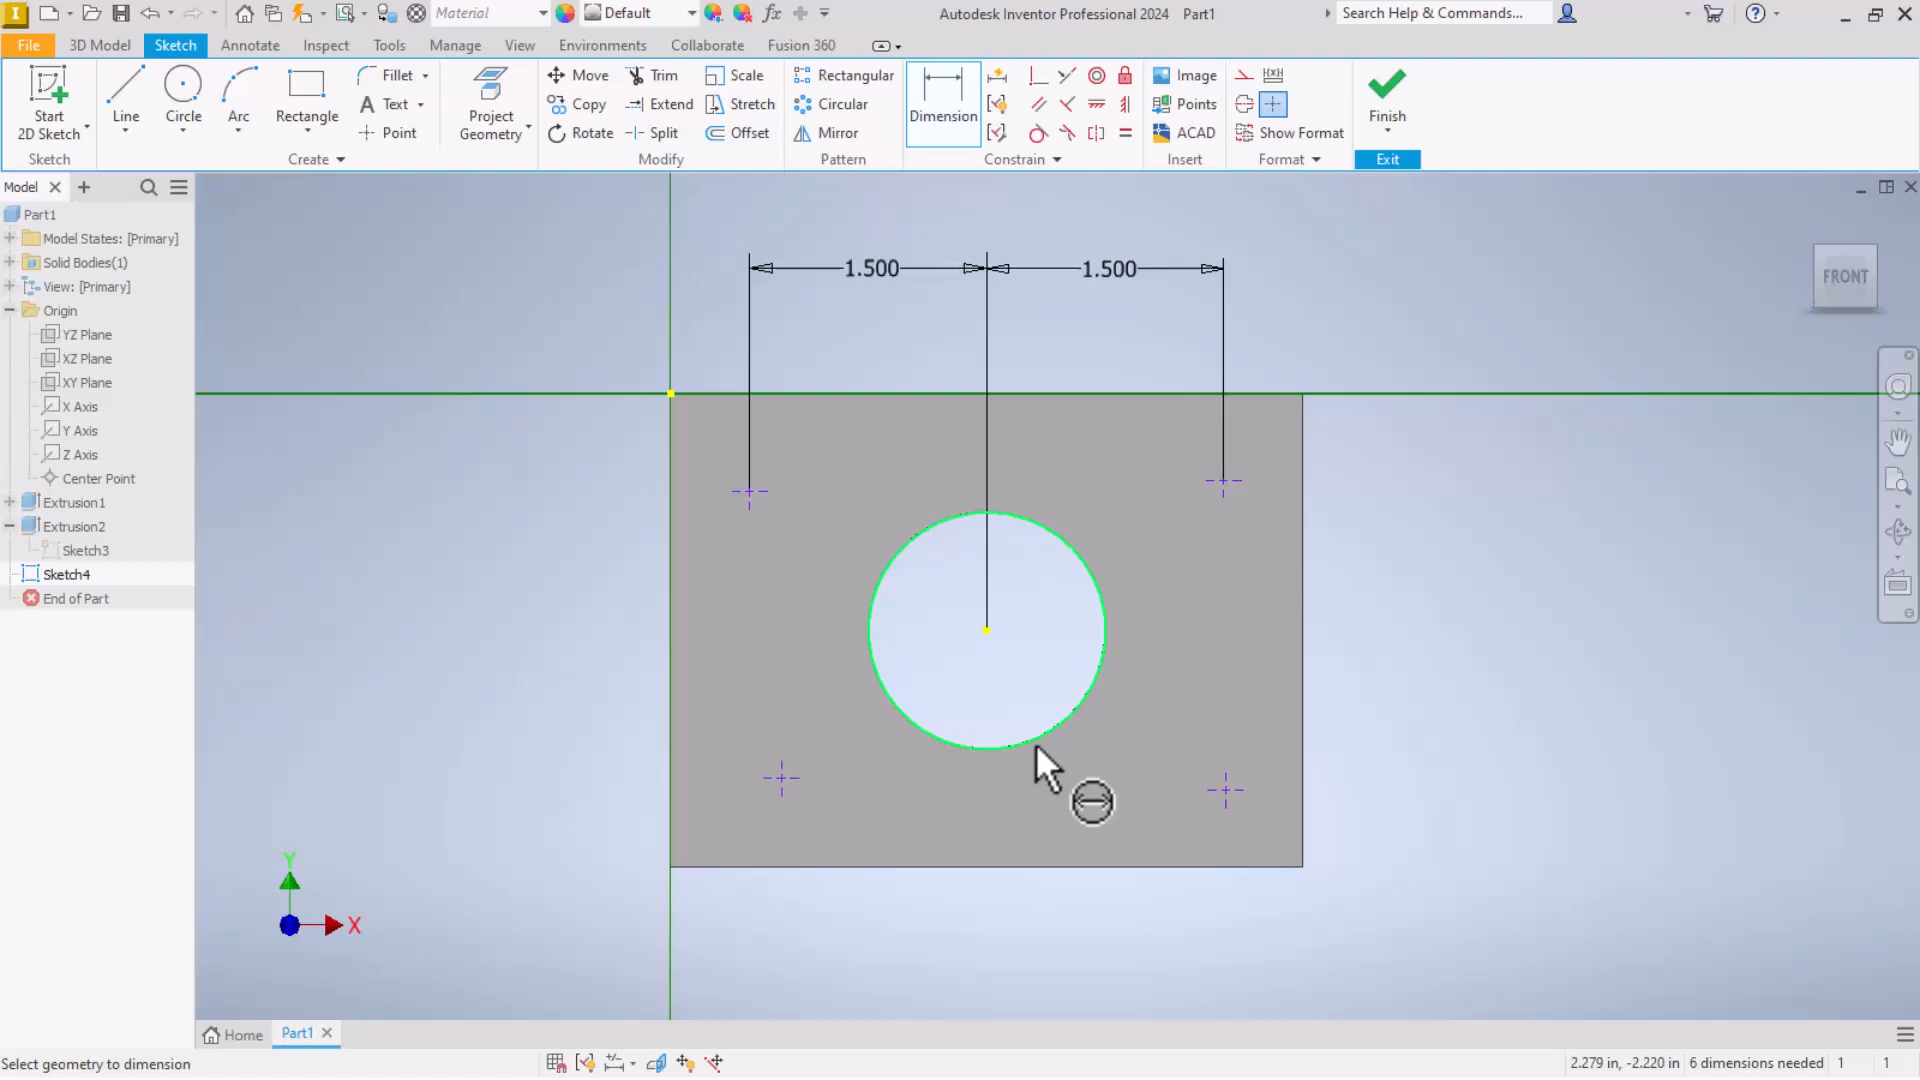 Material
Default
Autodesk Inventor Professional 2024 Part1
Search Help & Commands...
File
3D Model
Sketch
Annotate
Inspect
Tools
Manage
View
Environments
Collaborate
Fusion 360
Start
2D Sketch
Line
Circle
Arc
Rectangle
Fillet
Text
Point
Project
Geometry
Move
Copy
Rotate
Trim
Extend
Split
Scale
Stretch
Offset
Rectangular
Circular
Mirror
Dimension
Image
Points
ACAD
Show Format
Finish
Sketch
Create
Modify
Pattern
Constrain
Insert
Format
Exit
Model
Part1
Model States: [Primary]
Solid Bodies(1)
View: [Primary]
Origin
YZ Plane
XZ Plane
XY Plane
X Axis
Y Axis
Z Axis
Center Point
Extrusion1
Extrusion2
Sketch3
Sketch4
End of Part
1.500
1.500
FRONT
Y
X
Home
Part1
Select geometry to dimension
2.279 in, -2.220 in 6 dimensions needed 1 1